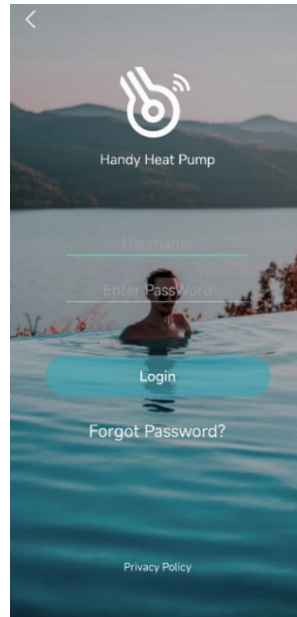 Handy Heat Pump
Username
Enter PassWord
Login
Forgot Password?
Privacy Policy